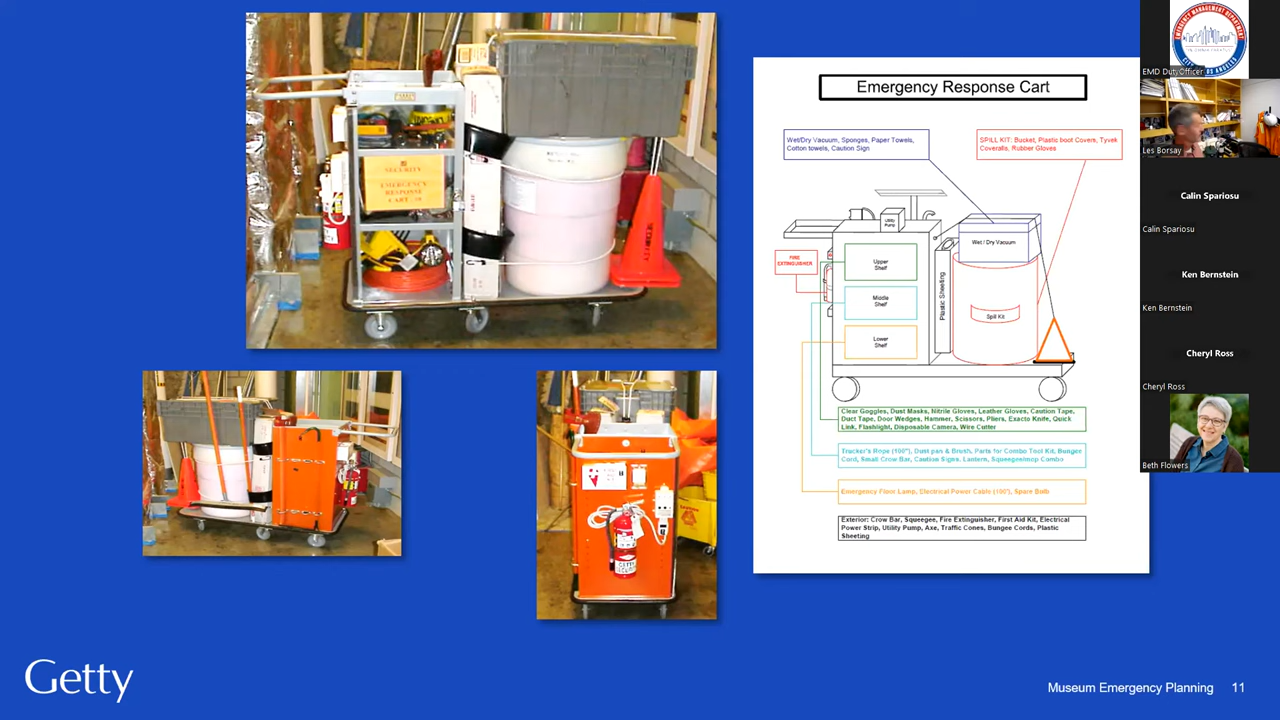 SECURITY
EMERGENCY
RESPONSE
Emergency Response Cart
Wet/Dry Vacuum, Sponges, Paper Towels,
Cotton towels, Caution Sign
SPILL KIT: Bucket, Plastic boot Covers, Tyvek
Coveralls, Rubber Gloves
Utility
Pump
Wet / Dry Vacuum
FIRE
EXTINGUISHER
Upper
Shelf
Middle
Shelf
Lower
Shelf
Plastic Sheeting
Spill Kit
Clear Goggles, Dust Masks, Nitrile Gloves, Leather Gloves, Caution Tape,
Duct Tape, Door Wedges, Hammer, Scissors, Pliers, Exacto Knife, Quick
Link, Flashlight, Disposable Camera, Wire Cutter
Trucker's Rope (100'), Dust pan & Brush, Parts for Combo Tool Kit, Bunger
Cord, Small Crow Bar, Caution Signs, Lantern, Squeegee/mop Combo
Emergency Floor Lamp, Electrical Power Cable (100'), Spare Bulb
Exterior: Crow Bar, Squeegee, Fire Extinguisher, First Aid Kit, Electrical
Power Strip, Utility Pump, Axe, Traffic Cones, Bungee Cords, Plastic
Sheeting
Getty
Museum Emergency Planning 11
EMERGENCY MANAGEMENT DEPARTMENT
EMD DutyOfficer
Les Borsay
Calin Spariosu
Calin Spariosu
Ken Bernstein
Ken Bernstein
Cheryl Ross
Cheryl Ross
Beth Flowers